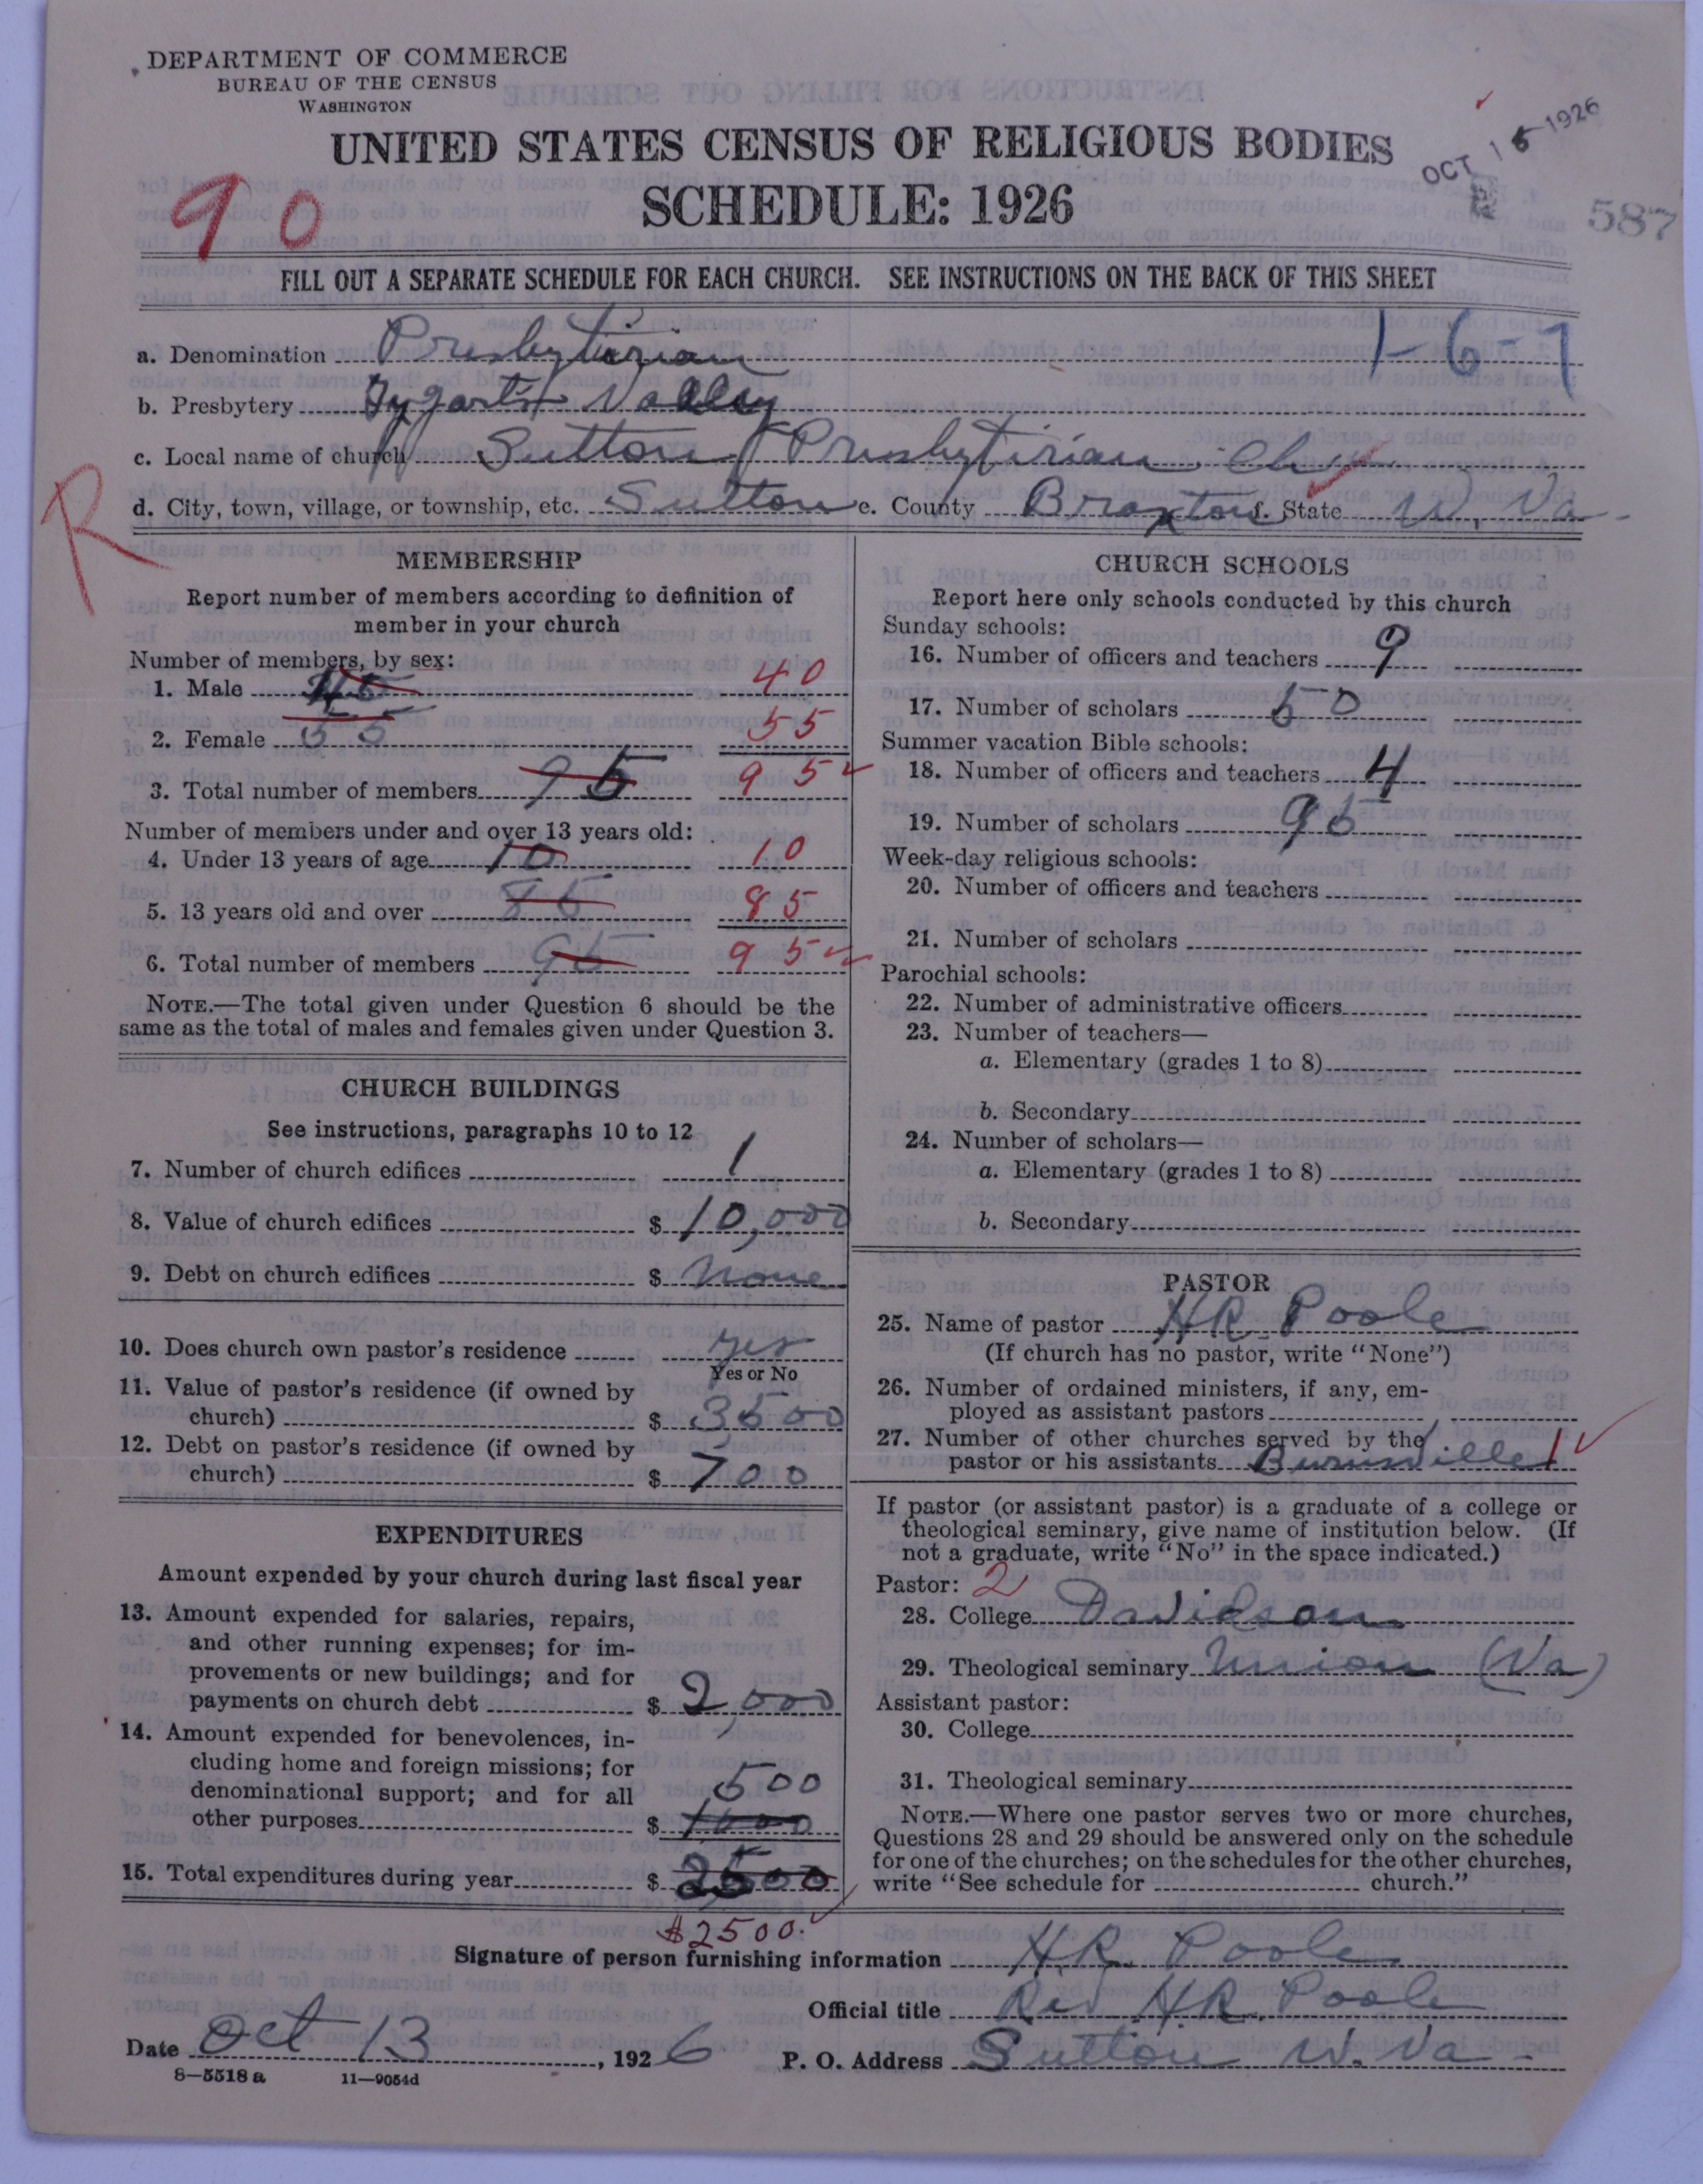 DEPARTMENT OF COMMERCE
BUREAU OF THE CENSUS
WASHINGTON
UNITED STATES CENSUS OF RELIGIOUS BODIES
SCHEDULE: 1926
OCT 15 1926
587
90
FILL OUT A SEPARATE SCHEDULE FOR EACH CHURCH. SEE INSTRUCTIONS ON THE BACK OF THIS SHEET
1-6-7
a. Denomination Presbyterian
b. Presbytery Tygarts Valley
c. Local name of church Sutton Presbyterian Ch
R
d. City, town, village, or township, etc. Sutton e. County Braxton f. State W. Va.
MEMBERSHIP
Report number of members according to definition of
member in your church
Number of members, by sex:
1. Male 40
2. Female 55 55
3. Total number of members 95 95
Number of members under and over 13 years old:
4. Under 13 years of age 10 10
5. 13 years old and over 85 85
6. Total number of members 95 95
NOTE.—The total given under Question 6 should be the
same as the total of males and females given under Question 3.
CHURCH BUILDINGS
See instructions, paragraphs 10 to 12
7. Number of church edifices 1
8. Value of church edifices $ 10,000
9. Debt on church edifices $ None
10. Does church own pastor's residence yes
Yes or No
11. Value of pastor's residence (if owned by
church) $ 3500
12. Debt on pastor's residence (if owned by
church) $ 700
EXPENDITURES
Amount expended by your church during last fiscal year
13. Amount expended for salaries, repairs,
and other running expenses; for im-
provements or new buildings; and for
payments on church debt $ 2,000
14. Amount expended for benevolences, in-
cluding home and foreign missions; for
denominational support; and for all 500
other purposes $ 1000
15. Total expenditures during year $ 2500
$2500.
CHURCH SCHOOLS
Report here only schools conducted by this church
Sunday schools:
16. Number of officers and teachers 9
17. Number of scholars 50
Summer vacation Bible schools:
18. Number of officers and teachers 4
19. Number of scholars 95
Week-day religious schools:
20. Number of officers and teachers
21. Number of scholars
Parochial schools:
22. Number of administrative officers
23. Number of teachers—
a. Elementary (grades 1 to 8)
b. Secondary
24. Number of scholars—
a. Elementary (grades 1 to 8)
b. Secondary
PASTOR
25. Name of pastor H.R. Poole
(If church has no pastor, write "None")
26. Number of ordained ministers, if any, em-
ployed as assistant pastors
27. Number of other churches served by the
pastor or his assistants Burnsville 1
If pastor (or assistant pastor) is a graduate of a college or
theological seminary, give name of institution below. (If
not a graduate, write "No" in the space indicated.)
Pastor: 2
28. College Davidson
29. Theological seminary Union (Va)
Assistant pastor:
30. College
31. Theological seminary
NOTE.—Where one pastor serves two or more churches,
Questions 28 and 29 should be answered only on the schedule
for one of the churches; on the schedules for the other churches,
write "See schedule for church."
Signature of person furnishing information H.R. Poole
Official title Rev H.R. Poole
Date Oct 13, 1926 P. O. Address Sutton W. Va.
8—5518 a 11—9054d